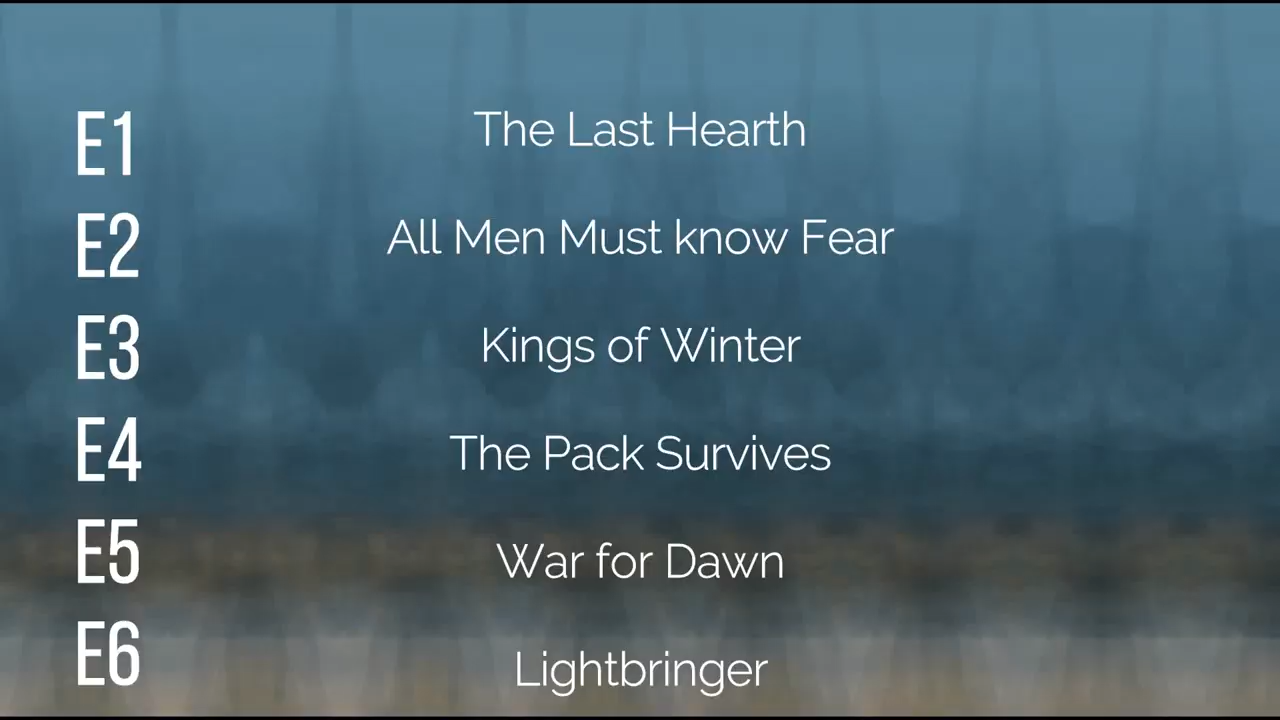 E1 The Last Hearth
E2 All Men Must know Fear
E3 Kings of Winter
E4 The Pack Survives
E5 War for Dawn
E6 Lightbringer